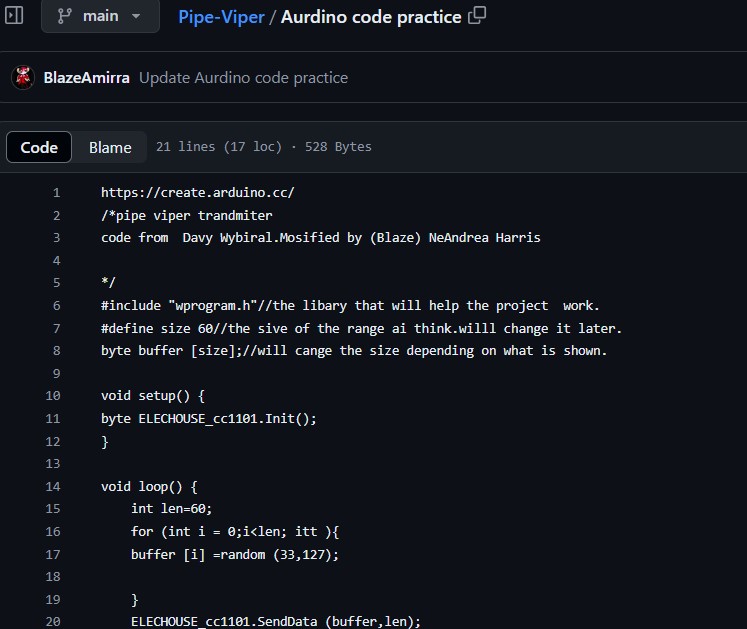 main
Pipe-Viper / Aurdino code practice
BlazeAmirra Update Aurdino code practice
Code Blame 21 lines (17 loc) · 528 Bytes
1 https://create.arduino.cc/
2 /*pipe viper trandmiter
3 code from  Davy Wybiral.Mosified by (Blaze) NeAndrea Harris
4
5 */
6 #include "wprogram.h"//the libary that will help the project  work.
7 #define size 60//the sive of the range ai think.willl change it later.
8 byte buffer [size];//will cange the size depending on what is shown.
9
10 void setup() {
11 byte ELECHOUSE_cc1101.Init();
12 }
13
14 void loop() {
15     int len=60;
16     for (int i = 0;i<len; itt ){
17     buffer [i] =random (33,127);
18
19     }
20     ELECHOUSE_cc1101.SendData (buffer,len);